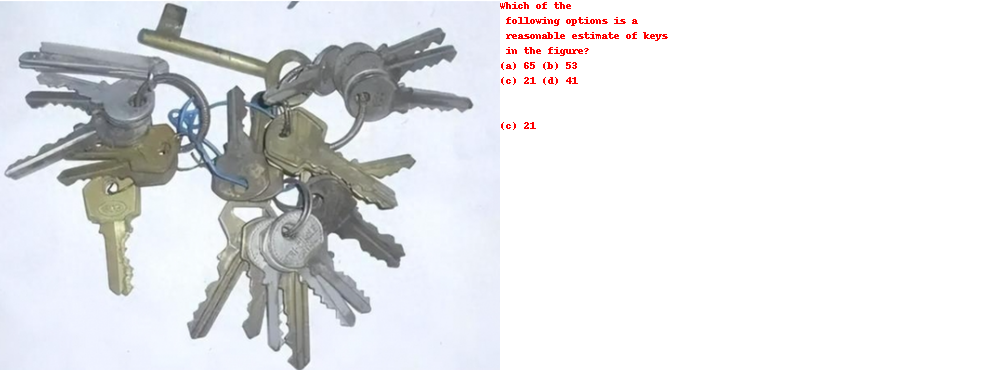 Which of the
following options is a
reasonable estimate of keys
in the figure?
(a) 65 (b) 53
(c) 21 (d) 41
(c) 21